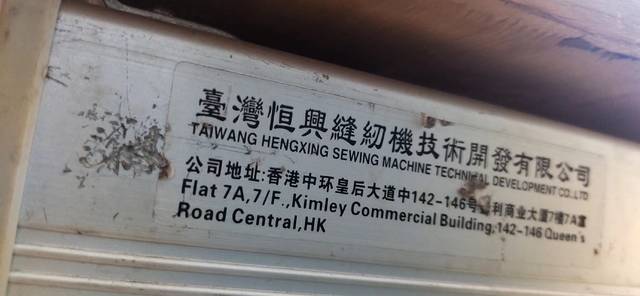 臺灣恒興縫紉機技術開發有限公司
TAIWANG HENGXING SEWING MACHINE TECHNICAL DEVELOPMENT CO.,LTD
公司地址:香港中环皇后大道中142-146号利商业大厦7楼7A室
Flat 7A,7/F.,Kimley Commercial Building,142-146 Queen's
Road Central,HK